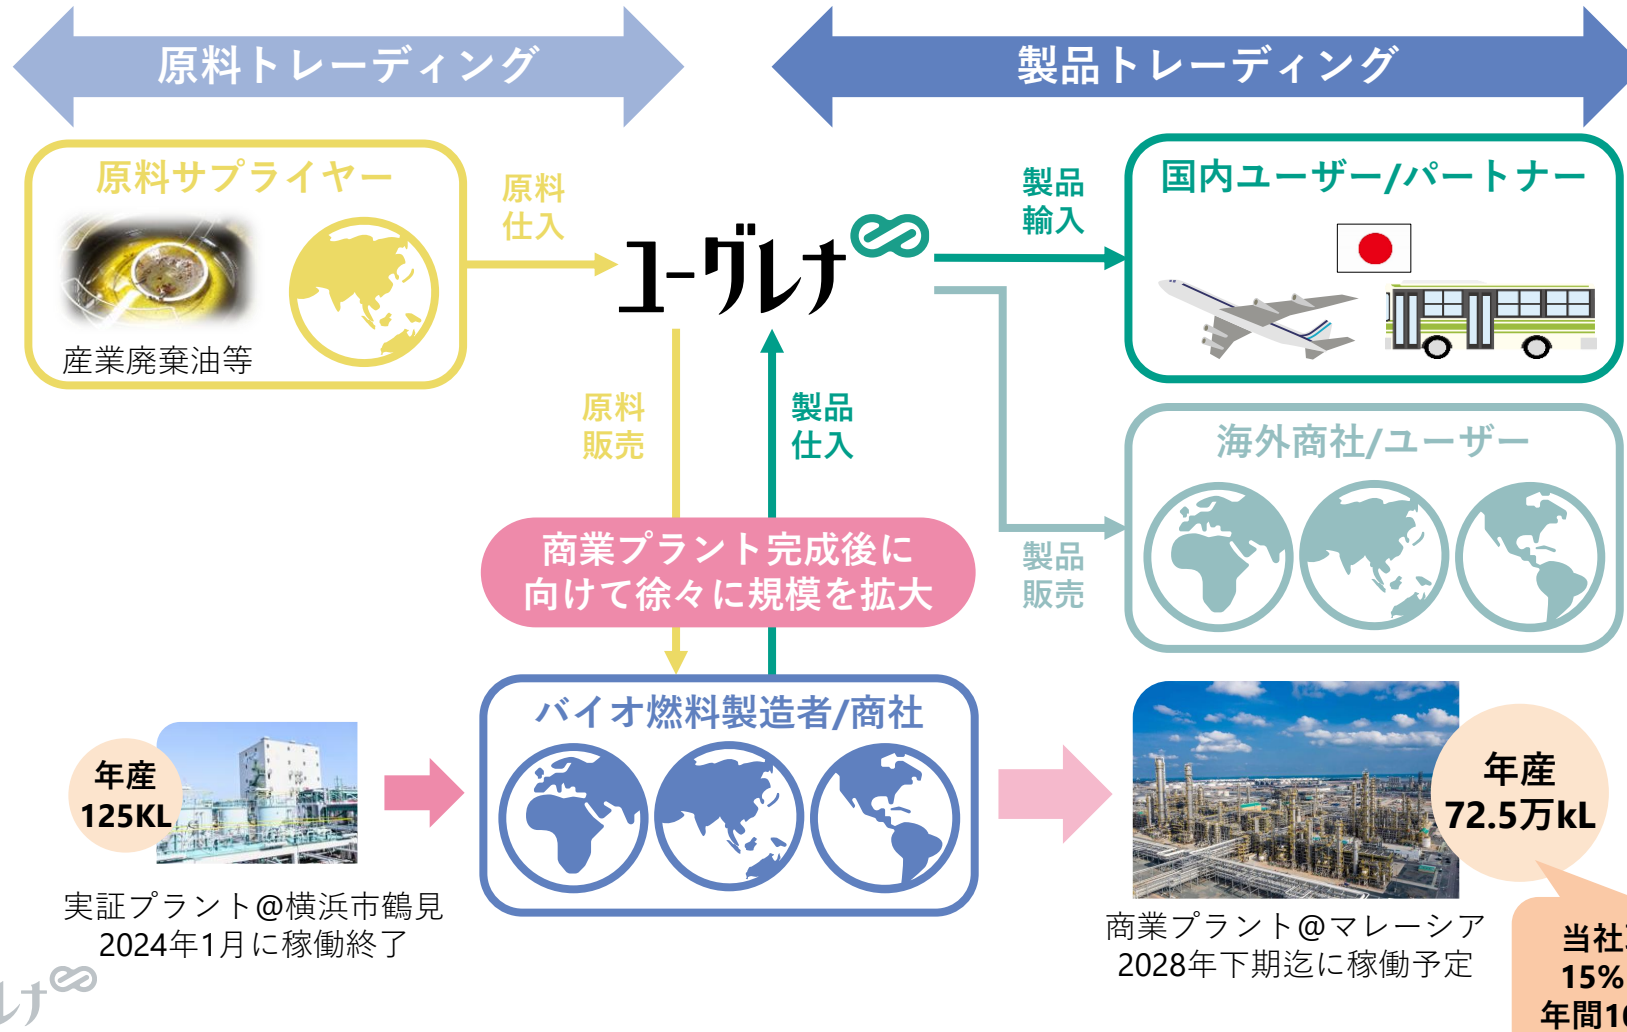 原料トレーディング
製品トレーディング
原料サプライヤー
産業廃棄油等
原料
仕入
ユーグレナ
製品
輸入
国内ユーザー/パートナー
原料
販売
製品
仕入
海外商社/ユーザー
製品
販売
商業プラント完成後に
向けて徐々に規模を拡大
バイオ燃料製造者/商社
年産
125KL
実証プラント@横浜市鶴見
2024年1月に稼働終了
年産
72.5万kL
商業プラント@マレーシア
2028年下期迄に稼働予定
当社
15%
年間1
レナ